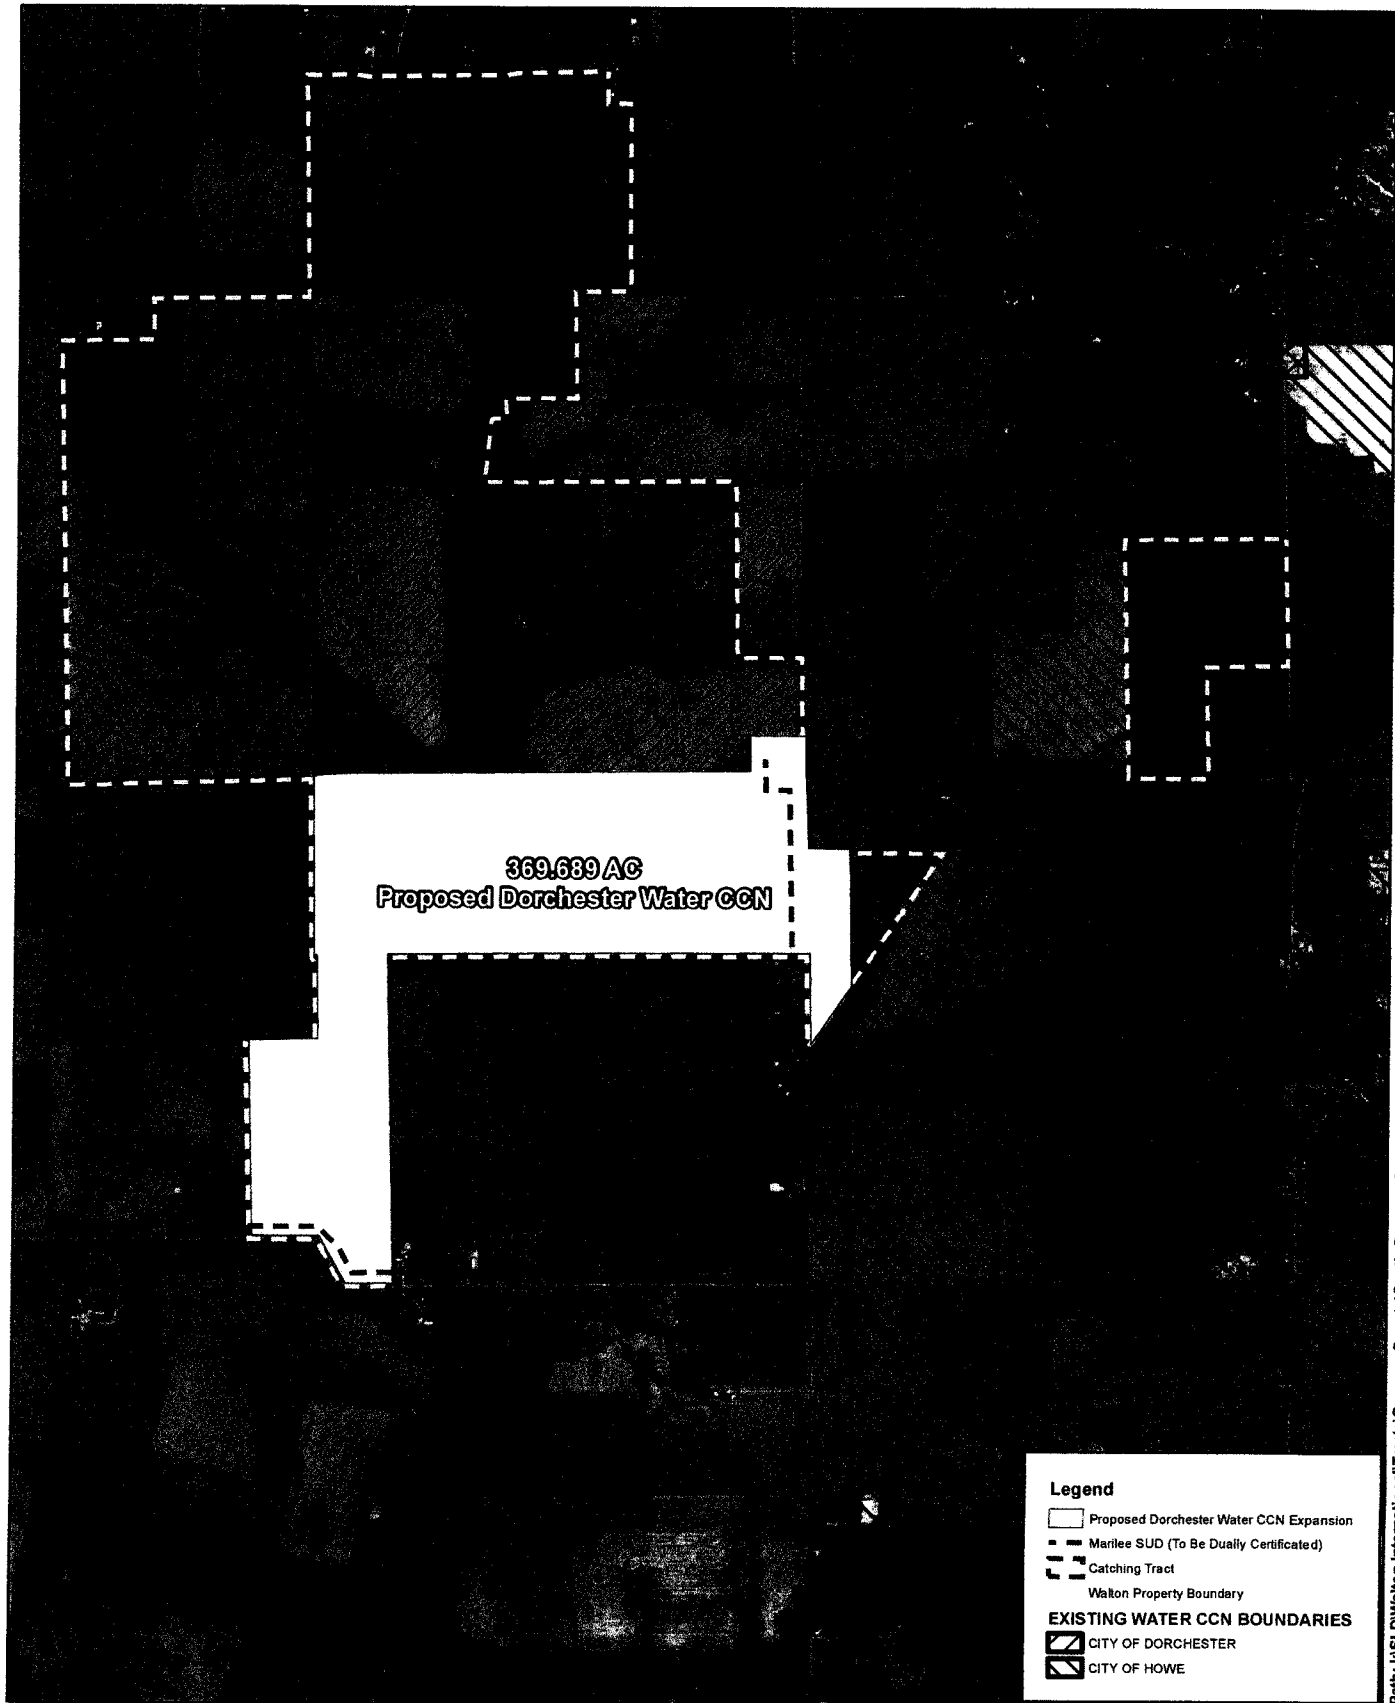 369.689 AC
Proposed Dorchester Water CCN
Legend
Proposed Dorchester Water CCN Expansion
Marilee SUD (To Be Dually Certificated)
Catching Tract
Walton Property Boundary
EXISTING WATER CCN BOUNDARIES
CITY OF DORCHESTER
CITY OF HOWE